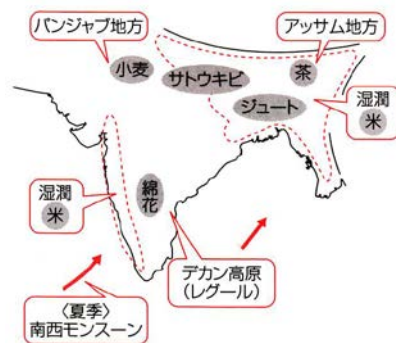 パンジャブ地方
アッサム地方
小麦
サトウキビ
茶
ジュート
湿潤
米
湿潤
米
綿花
デカン高原
(レグール)
〈夏季〉
南西モンスーン